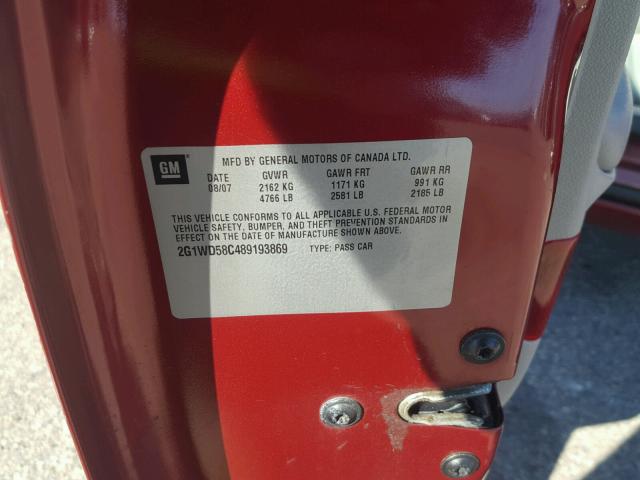 GM
MFD BY GENERAL MOTORS OF CANADA LTD.
DATE GVWR GAWR FRT GAWR RR
08/07 2162 KG 1171 KG 991 KG
4766 LB 2581 LB 2185 LB
THIS VEHICLE CONFORMS TO ALL APPLICABLE U.S. FEDERAL MOTOR
VEHICLE SAFETY, BUMPER, AND THEFT PREVENTION STANDARDS IN
EFFECT ON THE DATE OF MANUFACTURE SHOWN ABOVE.
2G1WD58C489193869 TYPE: PASS CAR